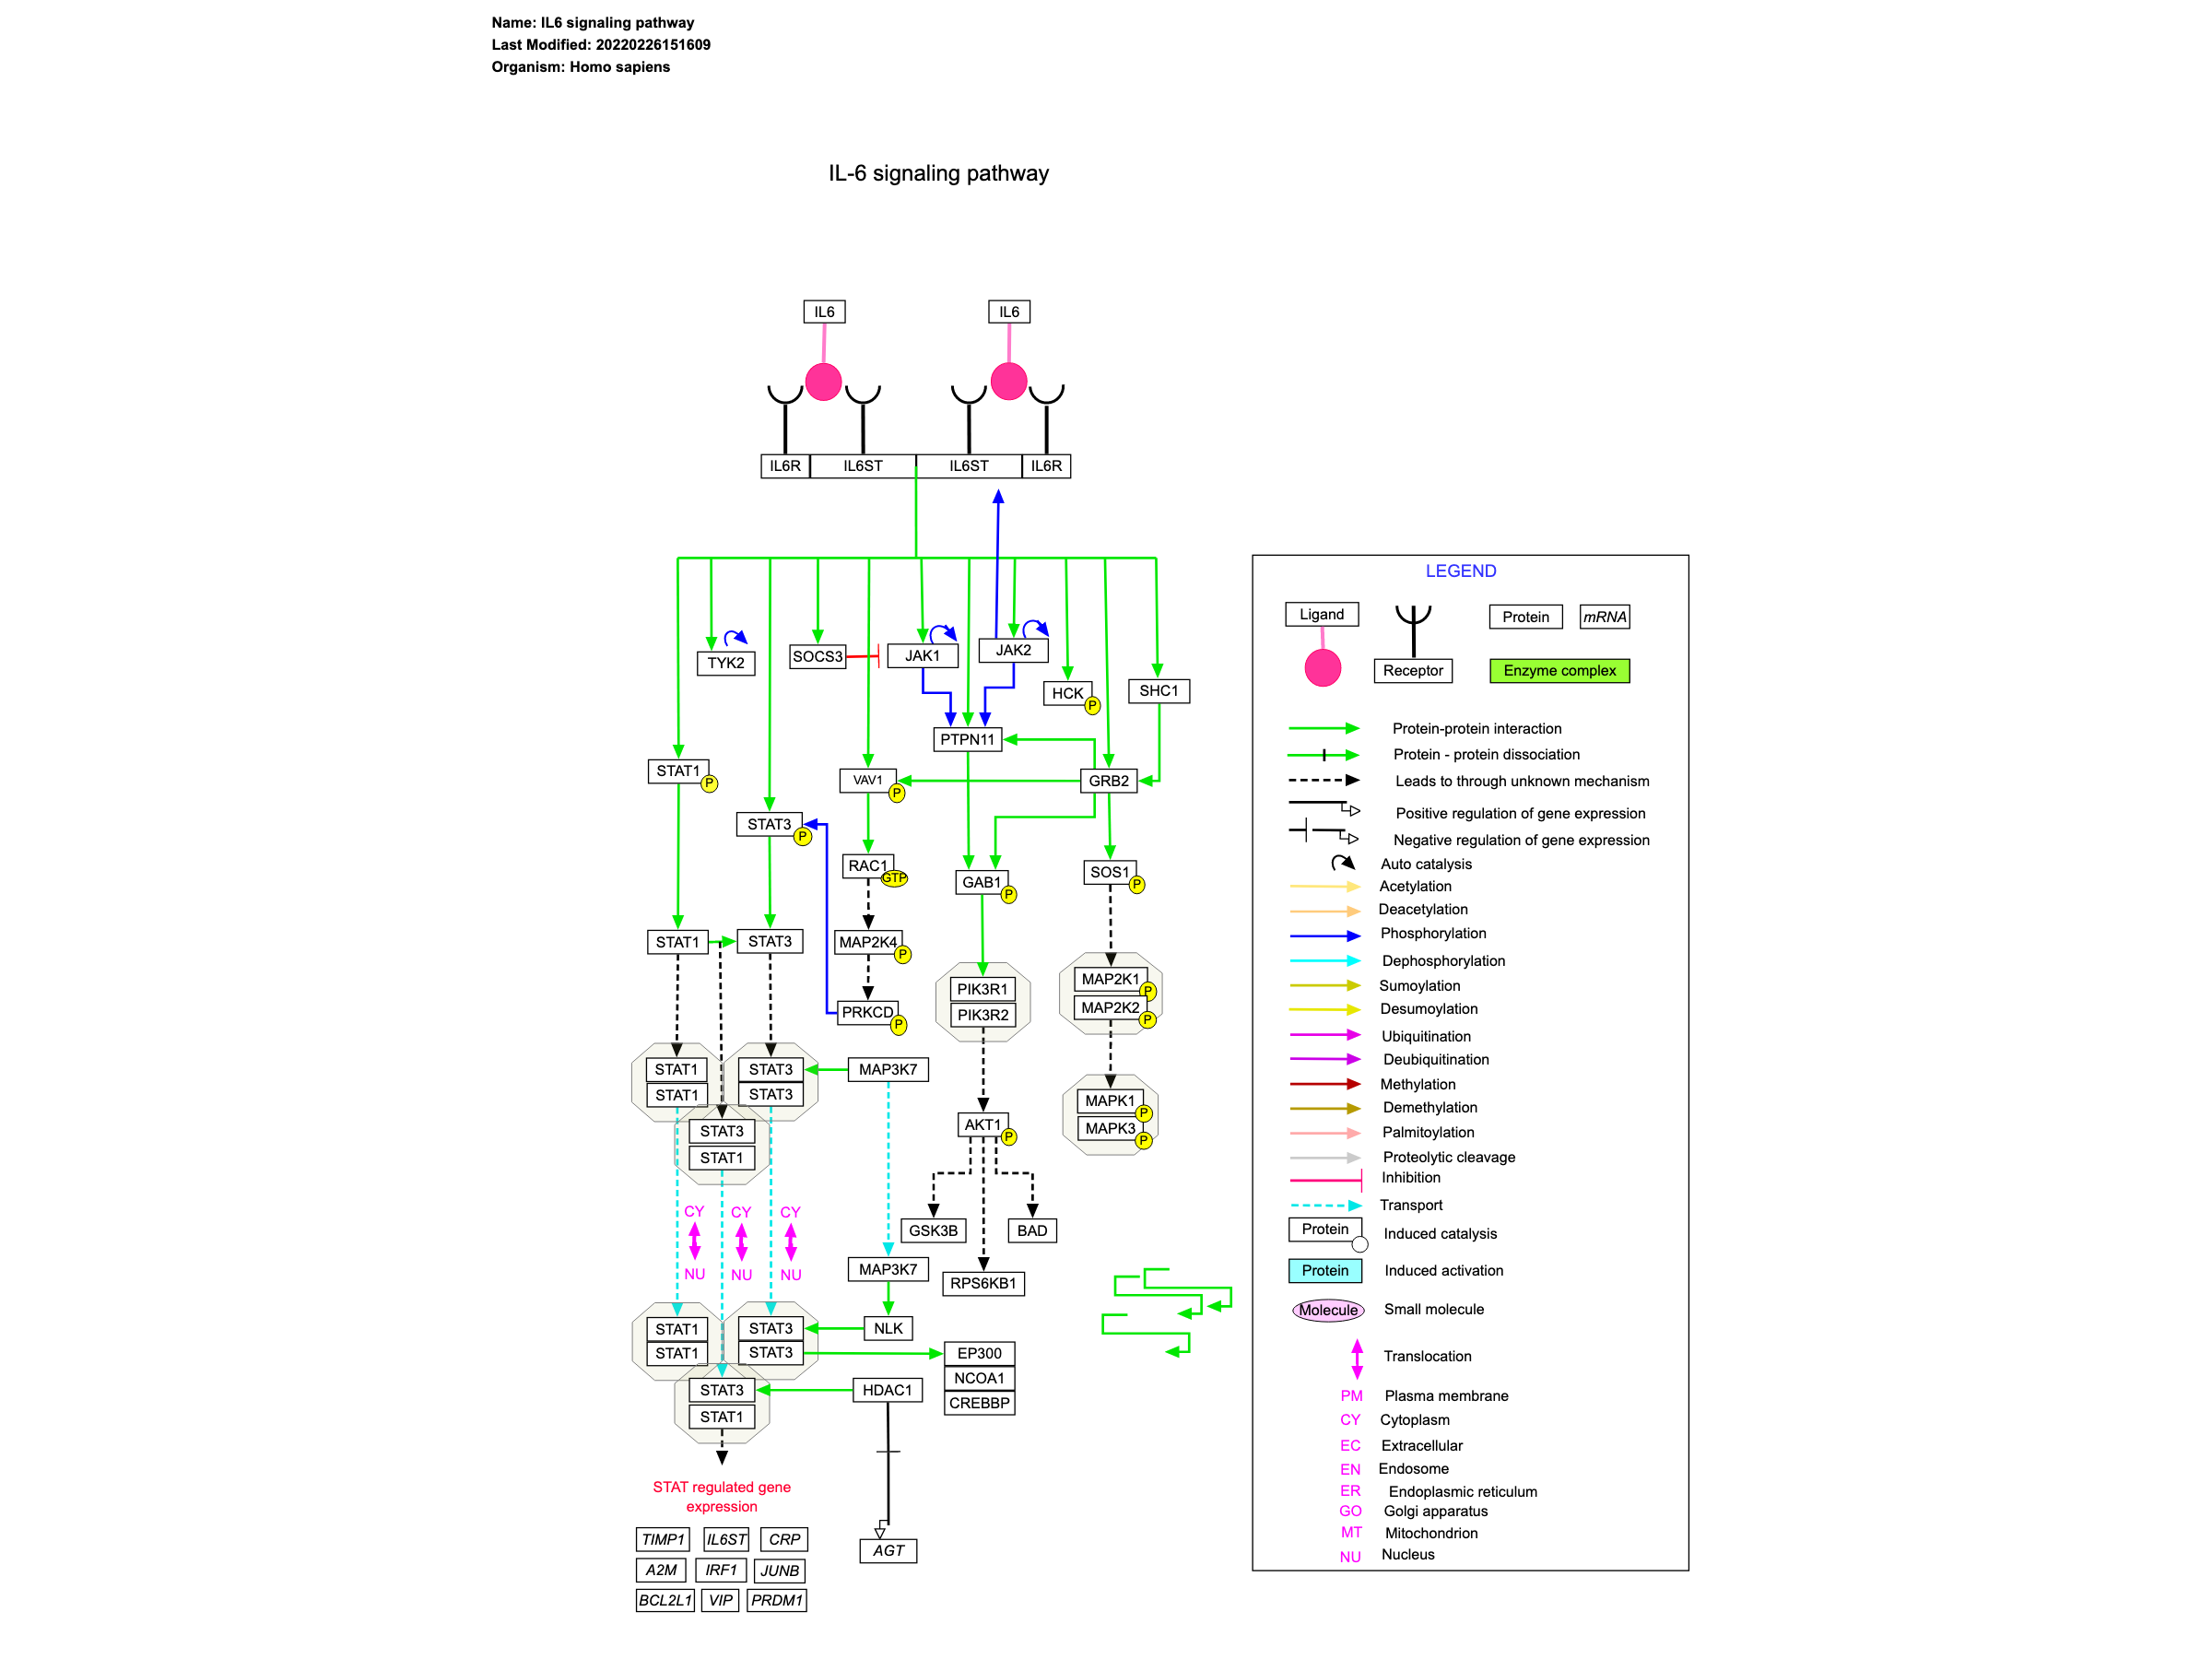 Name: IL6 signaling pathway
Last Modified: 20220226151609
Organism: Homo sapiens
IL-6 signaling pathway
IL6
IL6
IL6R
IL6ST
IL6ST
IL6R
TYK2
SOCS3
JAK1
JAK2
HCK
P
SHC1
PTPN11
STAT1
P
VAV1
P
GRB2
STAT3
P
RAC1
GTP
GAB1
P
SOS1
P
STAT1
STAT3
MAP2K4
P
PIK3R1
PIK3R2
MAP2K1
P
MAP2K2
P
PRKCD
P
STAT1
STAT1
STAT3
STAT3
MAP3K7
STAT3
STAT1
AKT1
P
MAPK1
P
MAPK3
P
CY
CY
CY
NU
NU
NU
GSK3B
BAD
MAP3K7
RPS6KB1
STAT1
STAT1
STAT3
STAT3
NLK
EP300
NCOA1
CREBBP
STAT3
STAT1
HDAC1
STAT regulated gene
expression
TIMP1
IL6ST
CRP
A2M
IRF1
JUNB
BCL2L1
VIP
PRDM1
AGT
LEGEND
Ligand
Receptor
Protein
mRNA
Enzyme complex
Protein-protein interaction
Protein - protein dissociation
Leads to through unknown mechanism
Positive regulation of gene expression
Negative regulation of gene expression
Auto catalysis
Acetylation
Deacetylation
Phosphorylation
Dephosphorylation
Sumoylation
Desumoylation
Ubiquitination
Deubiquitination
Methylation
Demethylation
Palmitoylation
Proteolytic cleavage
Inhibition
Transport
Protein Induced catalysis
Protein Induced activation
Molecule Small molecule
Translocation
PM Plasma membrane
CY Cytoplasm
EC Extracellular
EN Endosome
ER Endoplasmic reticulum
GO Golgi apparatus
MT Mitochondrion
NU Nucleus